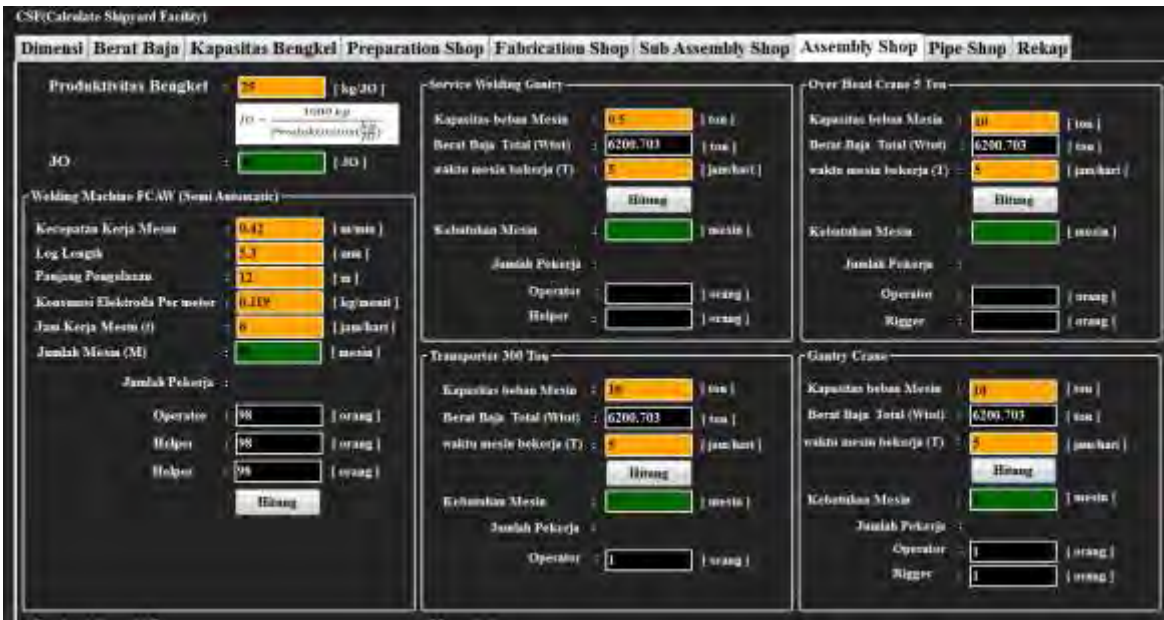 CSF(Calculate Shipyard Facility)
Dimensi Berat Baja Kapasitas Bengkel Preparation Shop Fabrication Shop Sub Assembly Shop Assembly Shop Pipe Shop Rekap
Produktivitas Bengkel : 25 [ kg/JO ]
JO = 1000 kg
JO : [ JO ]
Welding Machine FCAW (Semi Automatic)
Kecepatan Kerja Mesin : 0.42 [ m/min ]
Leg Length : 5.3 [ mm ]
Panjang Pengelasan : 12 [ m ]
Konsumsi Elektroda Per meter : 0.119 [ kg/menit ]
Jam Kerja Mesin (t) : [ jam/hari ]
Jumlah Mesin (M) : [ mesin ]
Jumlah Pekerja :
Operator : 98 [ orang ]
Helper : 98 [ orang ]
Helper : 98 [ orang ]
Hitung
Service Welding Gantry
Kapasitas beban Mesin : 0.5 [ ton ]
Berat Baja Total (Wtot) : 6200.703 [ ton ]
waktu mesin bekerja (T) : 5 [ jam/hari ]
Hitung
Kebutuhan Mesin : [ mesin ]
Jumlah Pekerja :
Operator : [ orang ]
Helper : [ orang ]
Over Head Crane 5 Ton
Kapasitas beban Mesin : 10 [ ton ]
Berat Baja Total (Wtot) : 6200.703 [ ton ]
waktu mesin bekerja (T) : 5 [ jam/hari ]
Hitung
Kebutuhan Mesin : [ mesin ]
Jumlah Pekerja :
Operator : [ orang ]
Rigger : [ orang ]
Transporter 300 Ton
Kapasitas beban Mesin : 10 [ ton ]
Berat Baja Total (Wtot) : 6200.703 [ ton ]
waktu mesin bekerja (T) : 5 [ jam/hari ]
Hitung
Kebutuhan Mesin : [ mesin ]
Jumlah Pekerja :
Operator : 1 [ orang ]
Gantry Crane
Kapasitas beban Mesin : 10 [ ton ]
Berat Baja Total (Wtot) : 6200.703 [ ton ]
waktu mesin bekerja (T) : 5 [ jam/hari ]
Hitung
Kebutuhan Mesin : [ mesin ]
Jumlah Pekerja :
Operator : 1 [ orang ]
Rigger : 1 [ orang ]